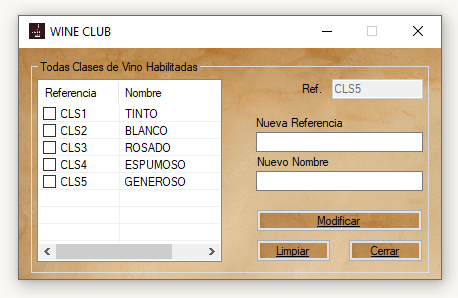 WINE CLUB
Todas Clases de Vino Habilitadas
Referencia Nombre
CLS1 TINTO
CLS2 BLANCO
CLS3 ROSADO
CLS4 ESPUMOSO
CLS5 GENEROSO
Ref. CLS5
Nueva Referencia
Nuevo Nombre
Modificar
Limpiar Cerrar